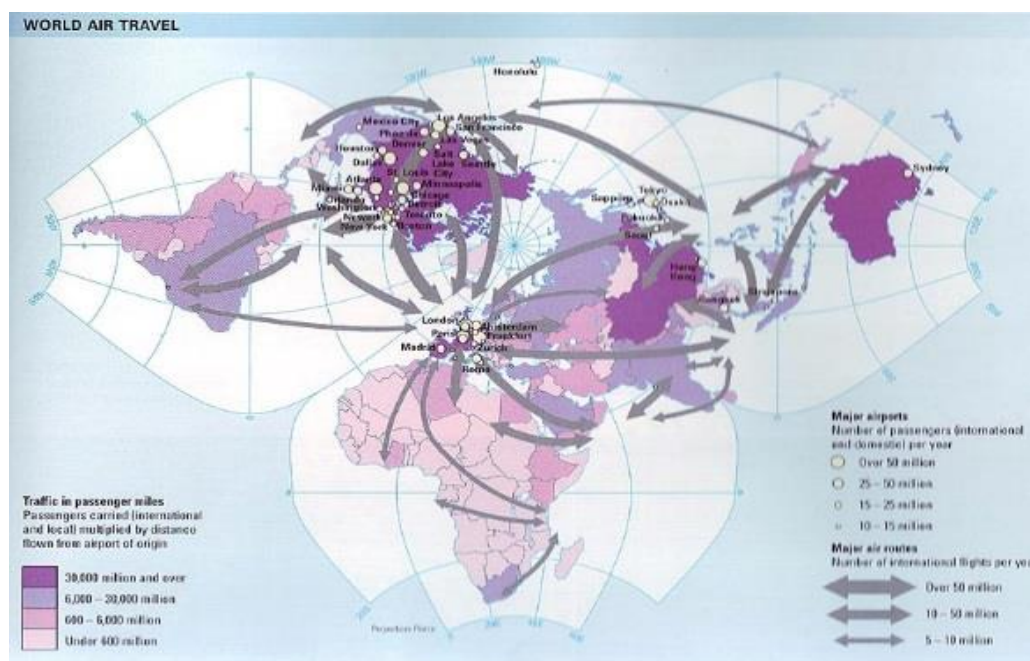 WORLD AIR TRAVEL
Honolulu
Mexico City
Los Angeles
San Francisco
Phoenix
Las Vegas
Denver
Houston
Dallas
Salt
Lake
City
Seattle
St. Louis
Atlanta
Minneapolis
Miami
Orlando
Chicago
Detroit
Washington
Newark
Toronto
New York
Boston
Tokyo
Sapporo
Osaka
Fukuoka
Seoul
Sydney
Hong
Kong
Bangkok
Singapore
London
Amsterdam
Paris
Frankfurt
Madrid
Zurich
Rome
Major airports
Number of passengers (international
and domestic) per year
Over 50 million
25 – 50 million
15 – 25 million
10 – 15 million
Major air routes
Number of international flights per yea
Over 50 million
10 – 50 million
5 – 10 million
Traffic in passenger miles
Passengers carried (international
and local) multiplied by distance
flown from airport of origin
30,000 million and over
6,000 – 30,000 million
600 – 6,000 million
Under 600 million